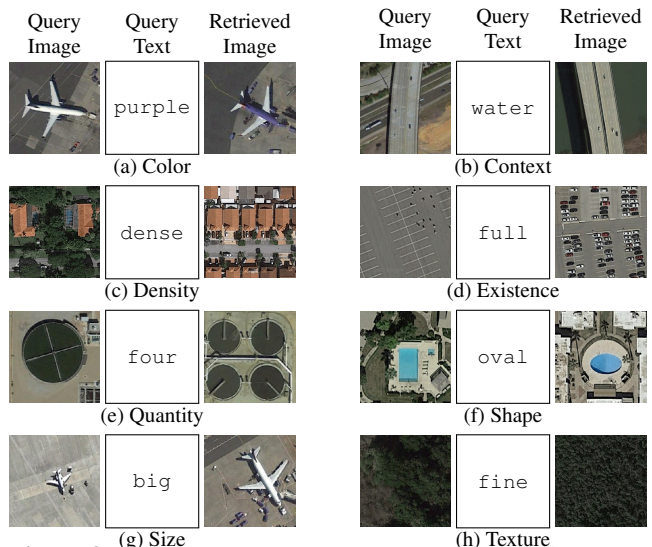 Query Image Query Text Retrieved Image Query Image Query Text Retrieved Image
purple water
(a) Color (b) Context
dense full
(c) Density (d) Existence
four oval
(e) Quantity (f) Shape
big fine
(g) Size (h) Texture